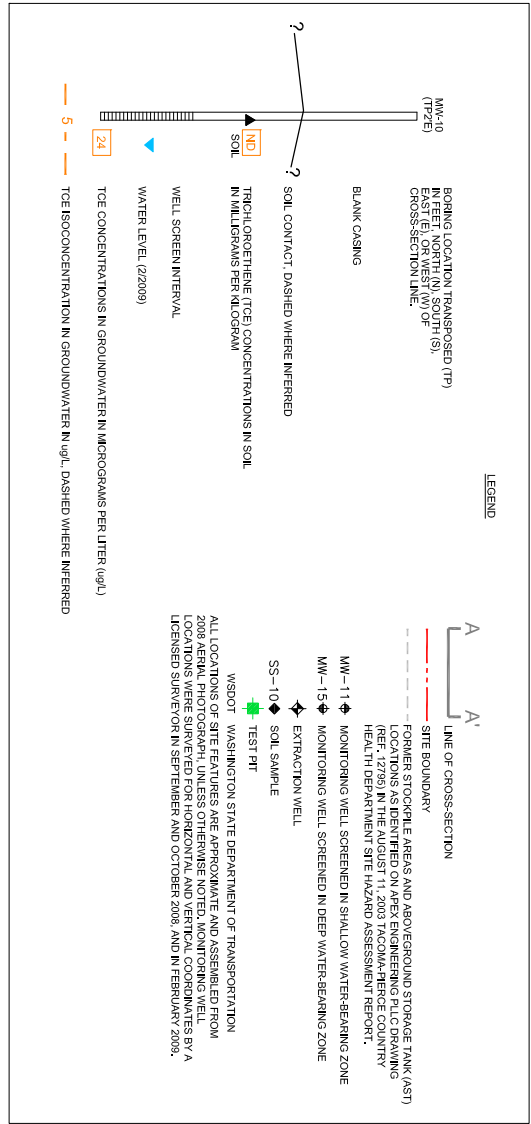 LEGEND
MW-10
(TP2'E)
BORING LOCATION TRANSPOSED (TP)
IN FEET, NORTH (N), SOUTH (S),
EAST (E), OR WEST (W) OF
CROSS-SECTION LINE.
BLANK CASING
?
?
SOIL CONTACT, DASHED WHERE INFERRED
ND
SOIL
TRICHLOROETHENE (TCE) CONCENTRATIONS IN SOIL
IN MILLIGRAMS PER KILOGRAM
WELL SCREEN INTERVAL
WATER LEVEL (2/2009)
24
TCE CONCENTRATIONS IN GROUNDWATER IN MICROGRAMS PER LITER (ug/L)
5
TCE ISOCONCENTRATION IN GROUNDWATER IN ug/L, DASHED WHERE INFERRED
A A'
LINE OF CROSS-SECTION
SITE BOUNDARY
FORMER STOCKPILE AREAS AND ABOVEGROUND STORAGE TANK (AST)
LOCATIONS AS IDENTIFIED ON APEX ENGINEERING PLLC DRAWING
(REF. 12795) IN THE AUGUST 11, 2003 TACOMA-PIERCE COUNTY
HEALTH DEPARTMENT SITE HAZARD ASSESSMENT REPORT.
MW-11 MONITORING WELL SCREENED IN SHALLOW WATER-BEARING ZONE
MW-15 MONITORING WELL SCREENED IN DEEP WATER-BEARING ZONE
EXTRACTION WELL
SS-10 SOIL SAMPLE
TEST PIT
WSDOT WASHINGTON STATE DEPARTMENT OF TRANSPORTATION
ALL LOCATIONS OF SITE FEATURES ARE APPROXIMATE AND ASSEMBLED FROM
2008 AERIAL PHOTOGRAPH, UNLESS OTHERWISE NOTED. MONITORING WELL
LOCATIONS WERE SURVEYED FOR HORIZONTAL AND VERTICAL COORDINATES BY A
LICENSED SURVEYOR IN SEPTEMBER AND OCTOBER 2008, AND IN FEBRUARY 2009.